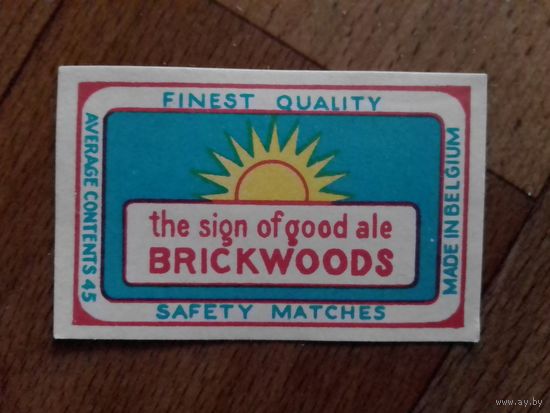 FINEST QUALITY
AVERAGE CONTENTS 45
the sign of good ale
BRICKWOODS
MADE IN BELGIUM
SAFETY MATCHES
© www.ay.by